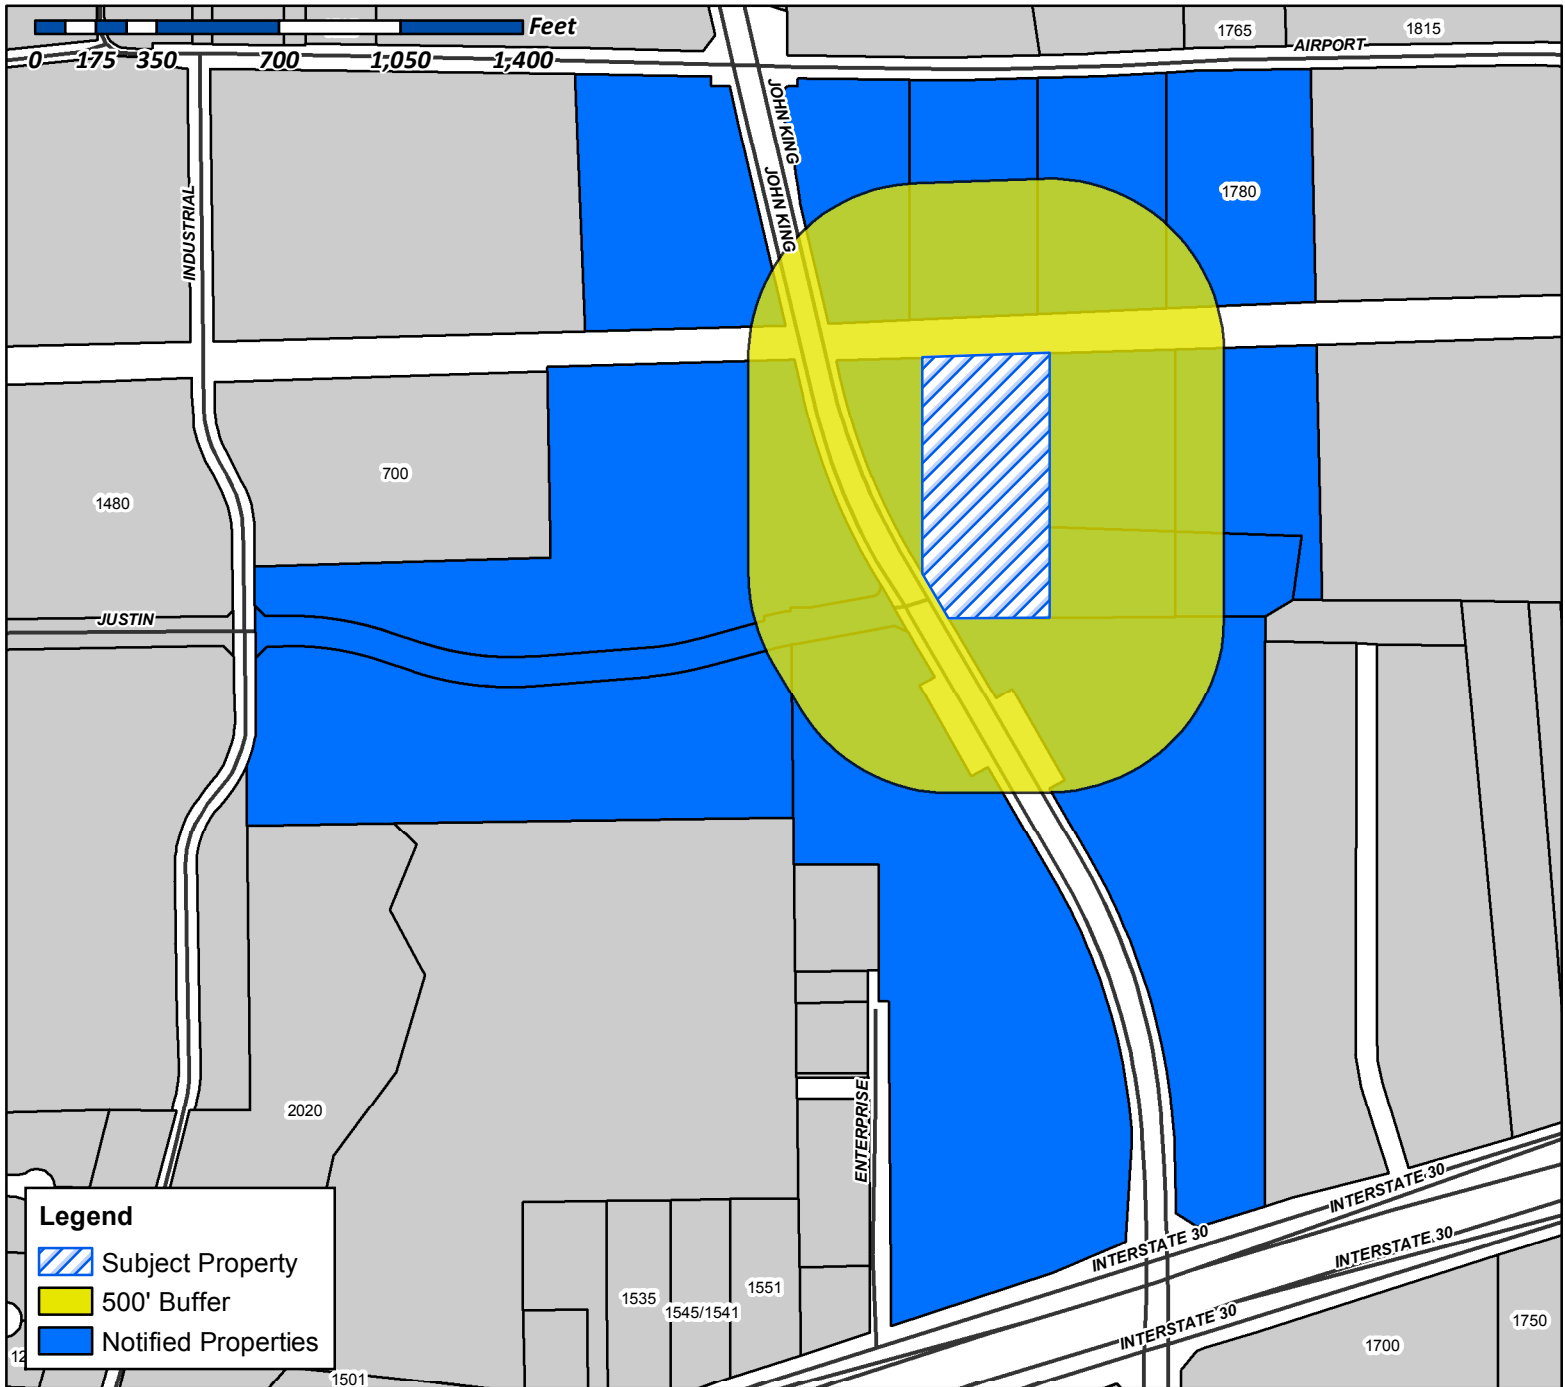 Feet
0 175 350 700 1,050 1,400
1765
1815
AIRPORT
JOHN KING
JOHN KING
INDUSTRIAL
1780
700
1480
JUSTIN
2020
ENTERPRISE
INTERSTATE 30
INTERSTATE 30
INTERSTATE 30
INTERSTATE 30
1535
1545/1541
1551
1501
1700
1750
Legend
Subject Property
500' Buffer
Notified Properties